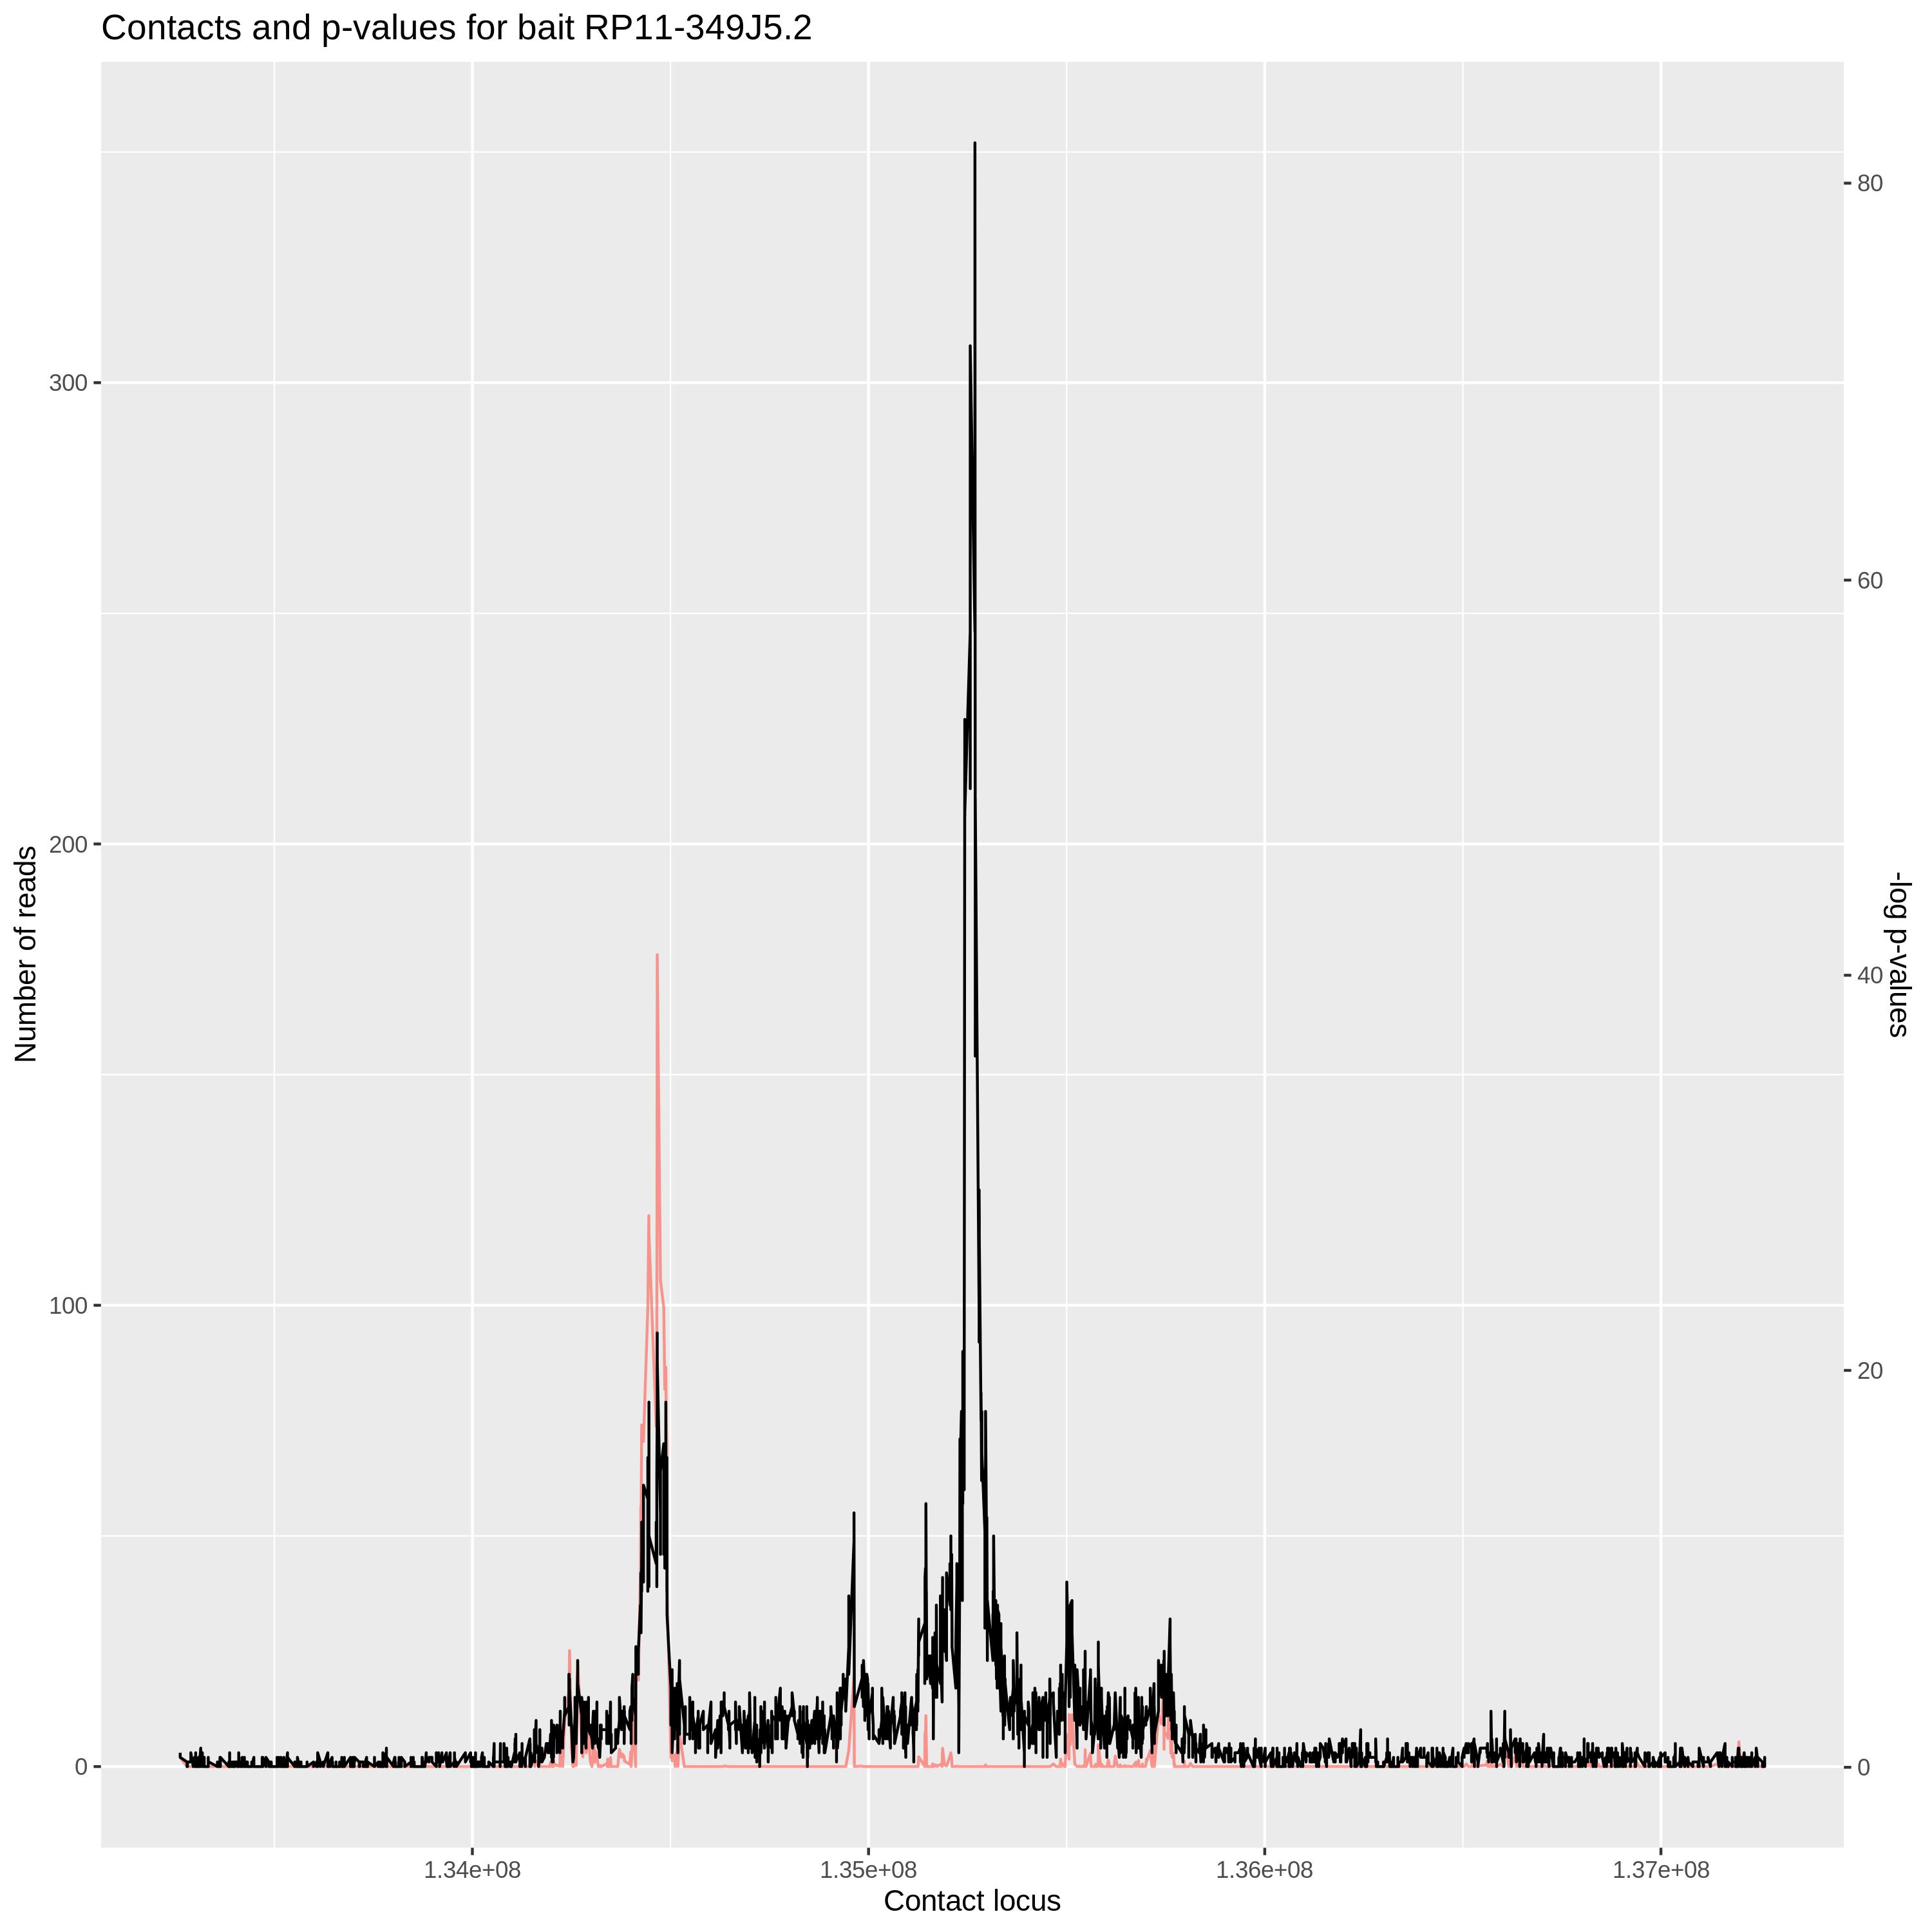 Contacts and p-values for bait RP11-349J5.2
Number of reads
300
200
100
0
80
60
40
20
0
-log p-values
1.34e+08
1.35e+08
1.36e+08
1.37e+08
Contact locus